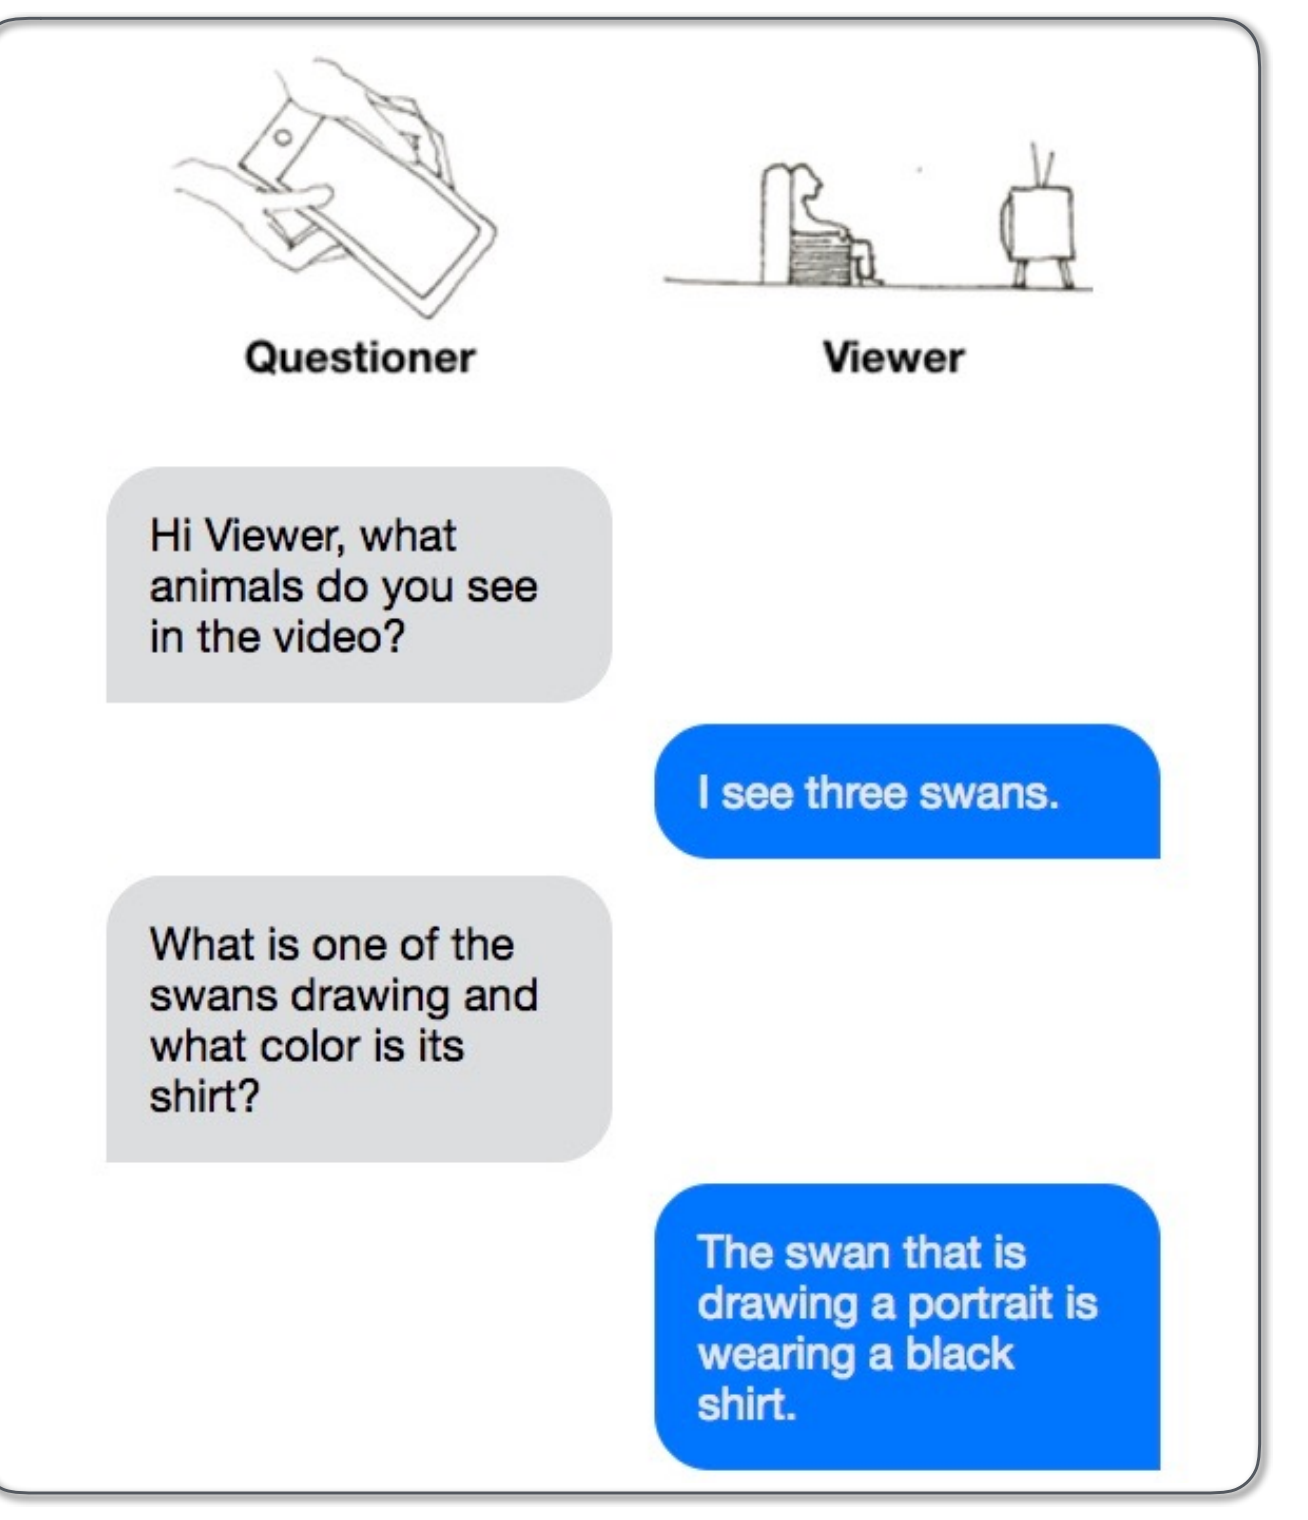 Questioner
Viewer
Hi Viewer, what
animals do you see
in the video?
I see three swans.
What is one of the
swans drawing and
what color is its
shirt?
The swan that is
drawing a portrait is
wearing a black
shirt.